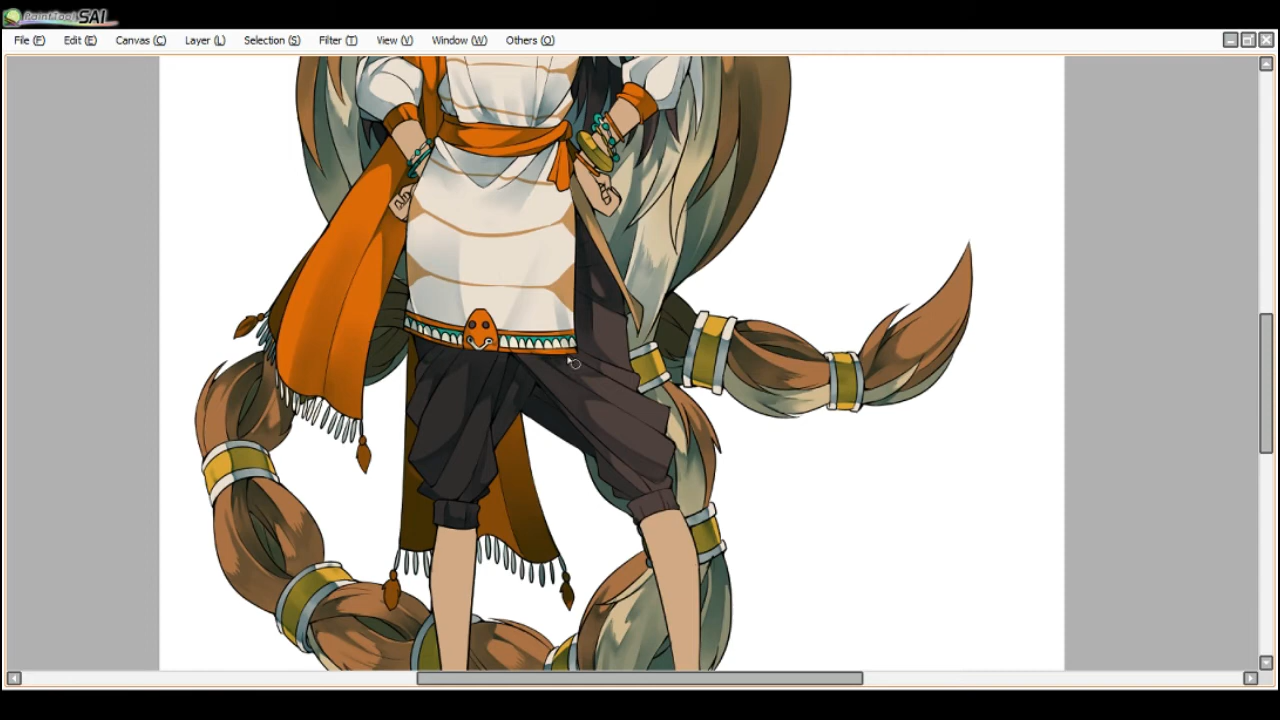 PaintTool SAI
File (F) Edit (E) Canvas (C) Layer (L) Selection (S) Filter (T) View (V) Window (W) Others (O)